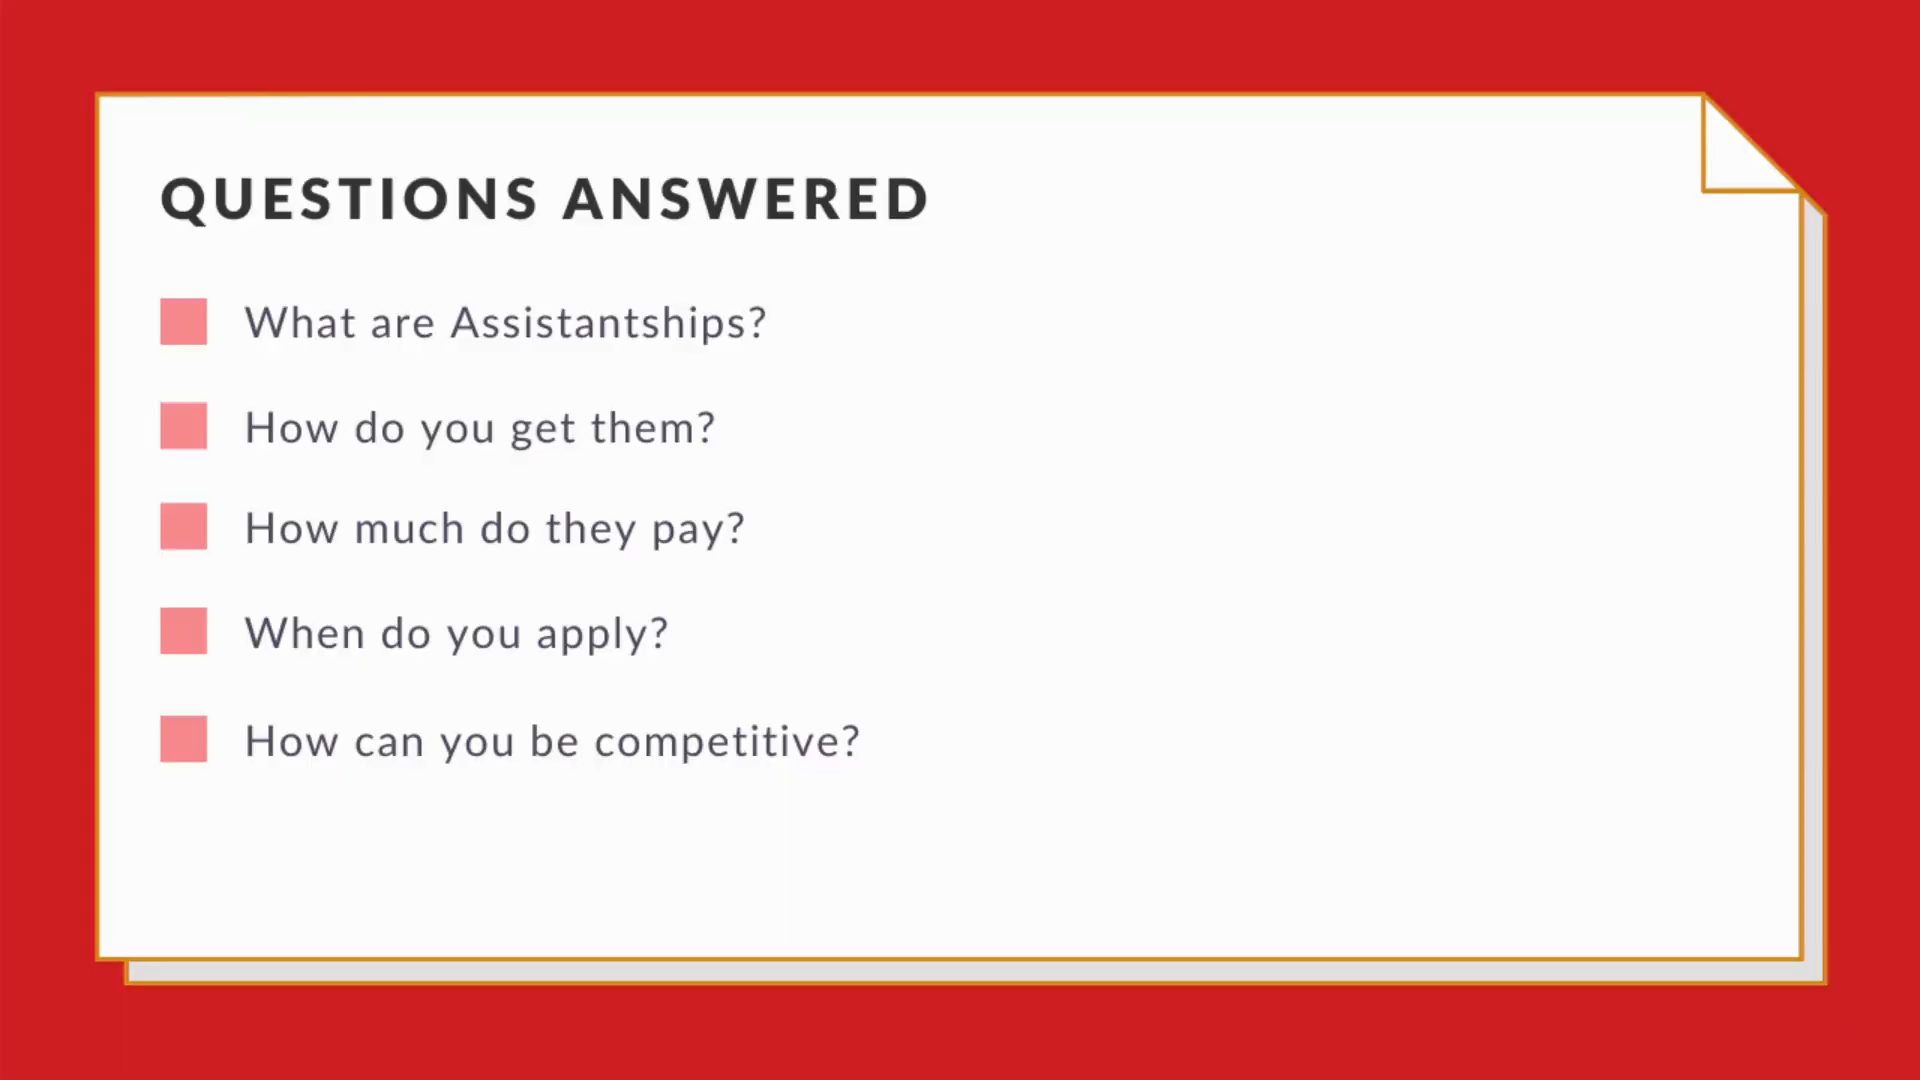 QUESTIONS ANSWERED
What are Assistantships?
How do you get them?
How much do they pay?
When do you apply?
How can you be competitive?